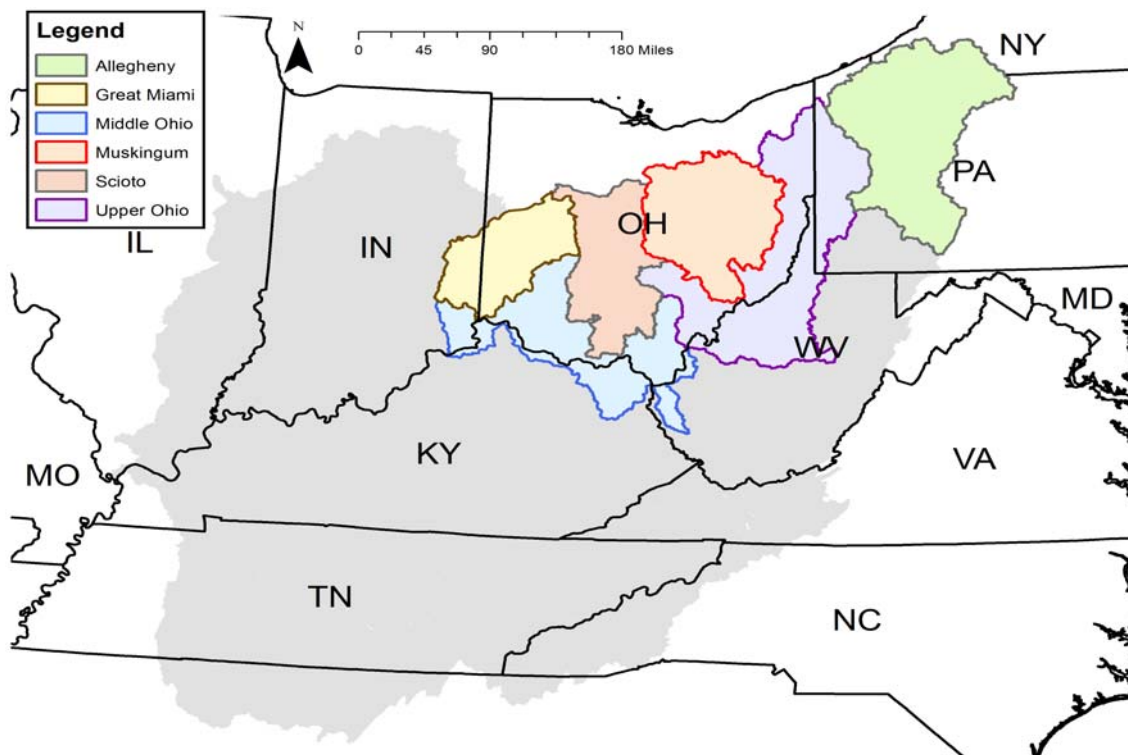 Legend
Allegheny
Great Miami
Middle Ohio
Muskingum
Scioto
Upper Ohio
N
0 45 90 180 Miles
NY
PA
OH
IL
IN
MD
WV
KY
VA
MO
TN
NC